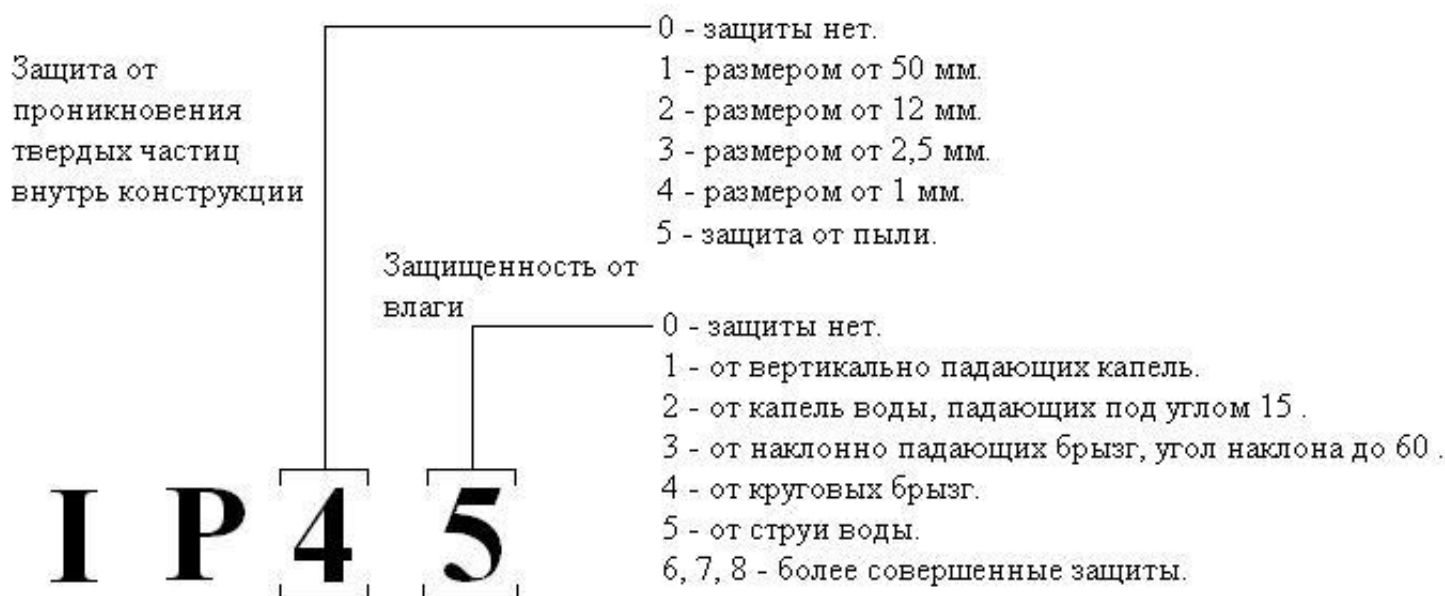 Защита от
проникновения
твердых частиц
внутрь конструкции
0 - защиты нет.
1 - размером от 50 мм.
2 - размером от 12 мм.
3 - размером от 2,5 мм.
4 - размером от 1 мм.
5 - защита от пыли.
Защищенность от
влаги
0 - защиты нет.
1 - от вертикально падающих капель.
2 - от капель воды, падающих под углом 15 .
3 - от наклонно падающих брызг, угол наклона до 60 .
4 - от круговых брызг.
5 - от струи воды.
6, 7, 8 - более совершенные защиты.
I P 4 5